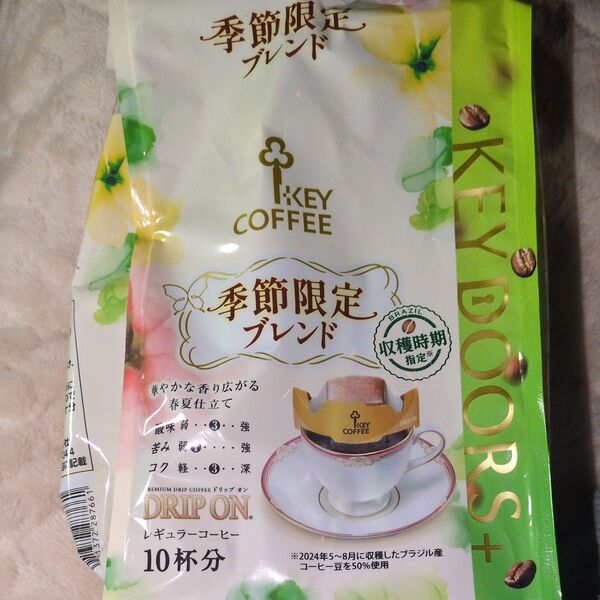 季節限定
ブレンド
KEY
COFFEE
KEY DOORS+
季節限定
ブレンド
BRAZIL
収穫時期
指定※
華やかな香り広がる
春夏仕立て
酸味 弱・・3・・強
苦み 弱
強
コク 軽・・3・・深
KEY
COFFEE
PREMIUM DRIP COFFEE ドリップ オン
DRIP ON®
レギュラーコーヒー
10杯分
※2024年5～8月に収穫したブラジル産
コーヒー豆を50%使用
記載
372"287661